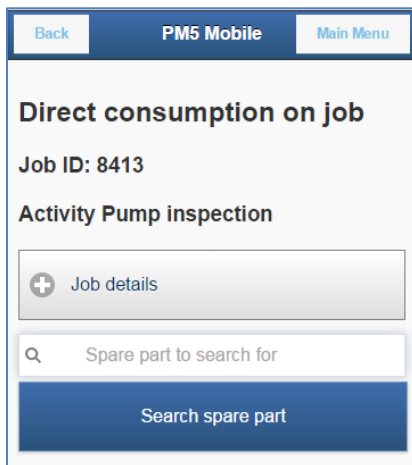 Back PM5 Mobile Main Menu
Direct consumption on job
Job ID: 8413
Activity Pump inspection
Job details
Spare part to search for
Search spare part